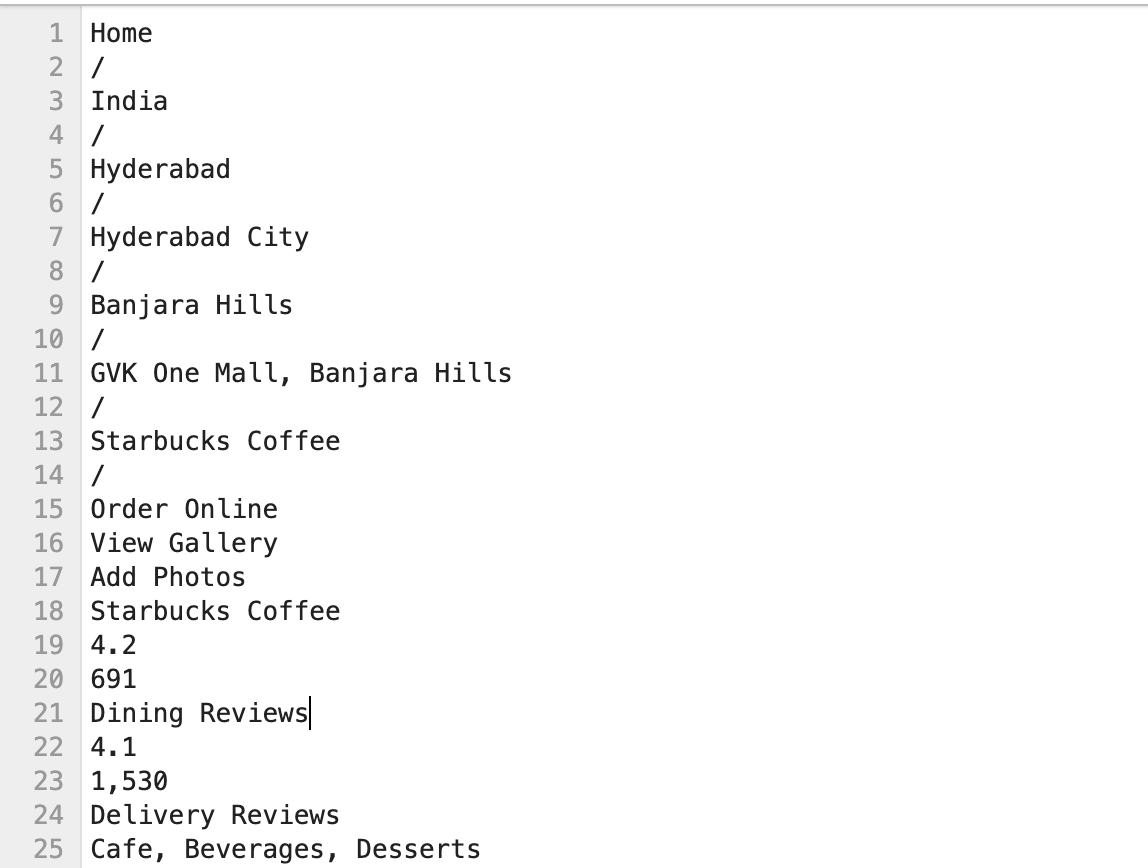 1 Home
2 /
3 India
4 /
5 Hyderabad
6 /
7 Hyderabad City
8 /
9 Banjara Hills
10 /
11 GVK One Mall, Banjara Hills
12 /
13 Starbucks Coffee
14 /
15 Order Online
16 View Gallery
17 Add Photos
18 Starbucks Coffee
19 4.2
20 691
21 Dining Reviews
22 4.1
23 1,530
24 Delivery Reviews
25 Cafe, Beverages, Desserts